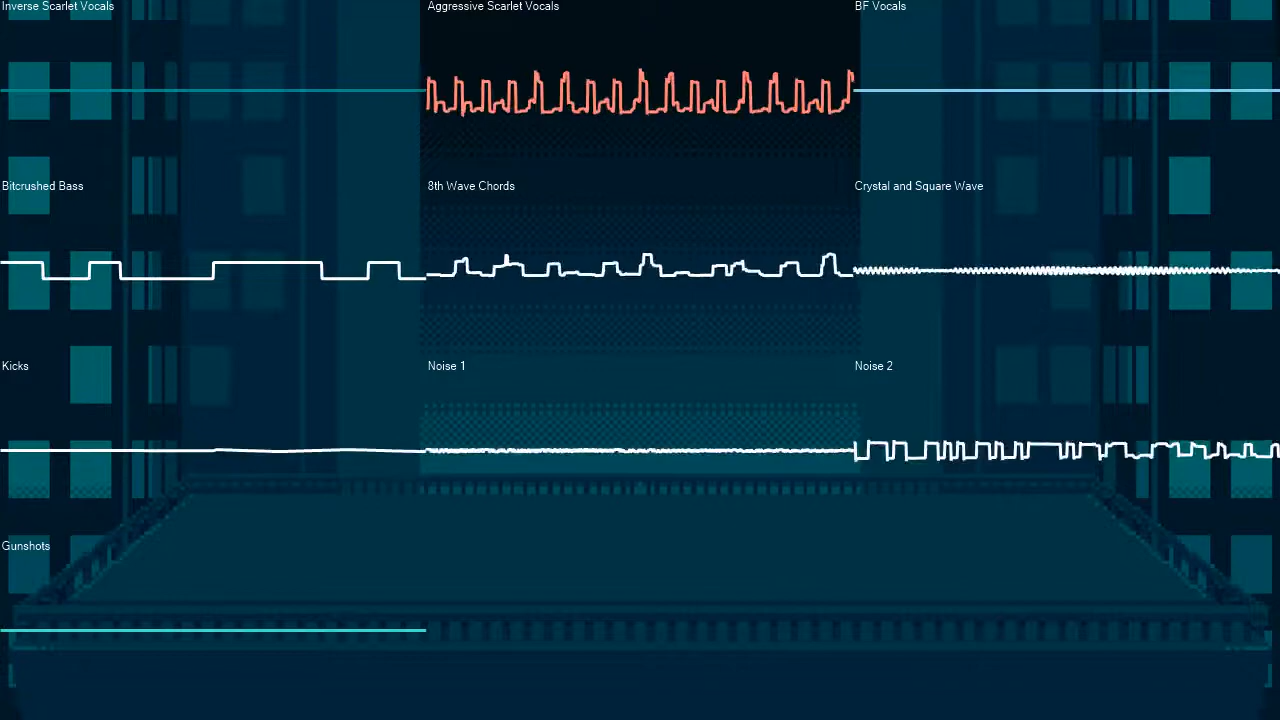 Inverse Scarlet Vocals
Aggressive Scarlet Vocals
BF Vocals
Bitcrushed Bass
8th Wave Chords
Crystal and Square Wave
Kicks
Noise 1
Noise 2
Gunshots